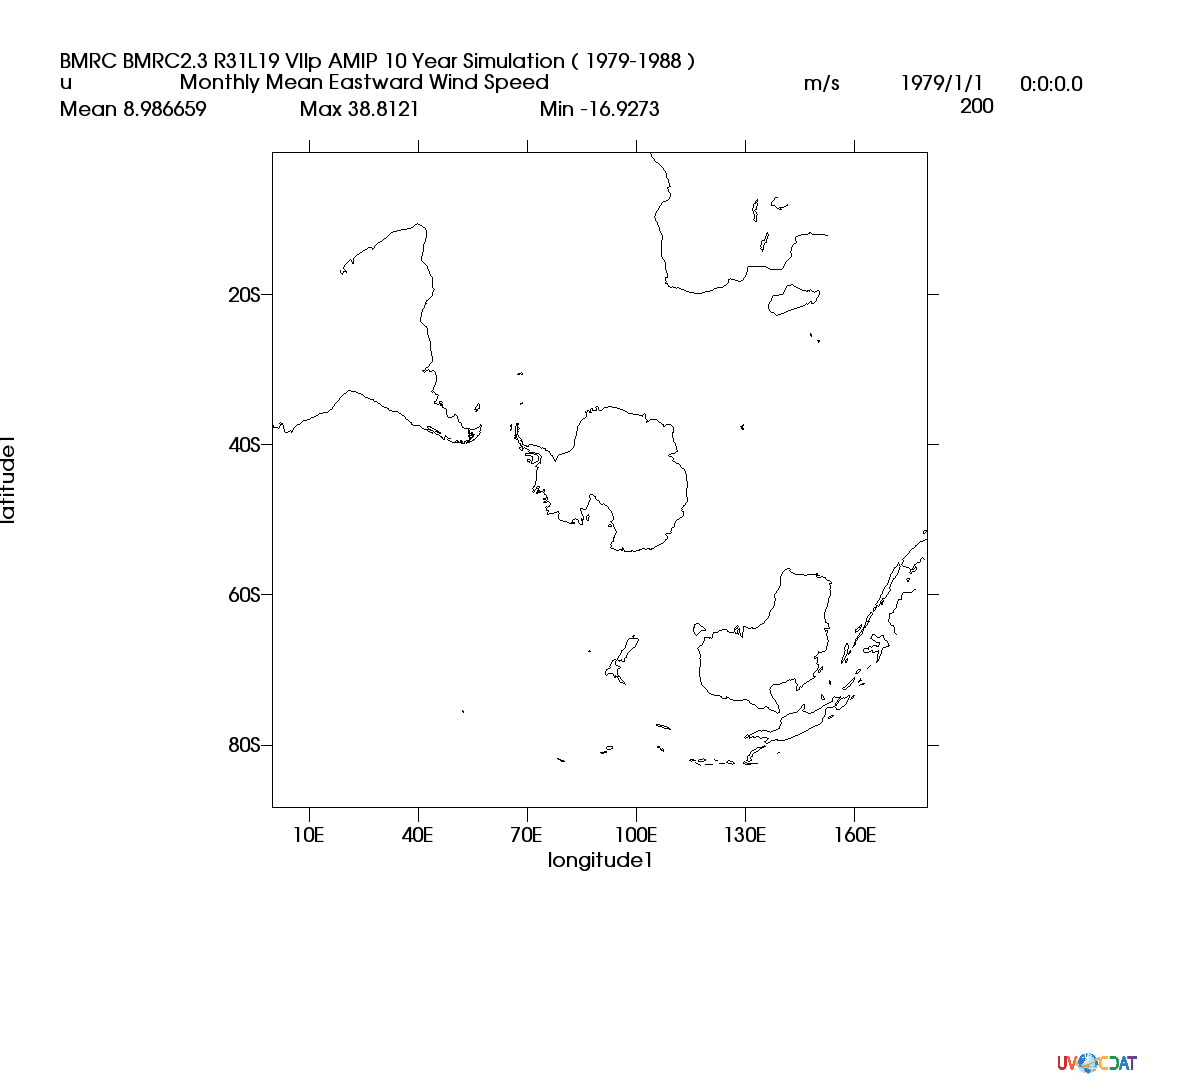 BMRC BMRC2.3 R31L19 VIIp AMIP 10 Year Simulation ( 1979-1988 )
u Monthly Mean Eastward Wind Speed m/s 1979/1/1 0:0:0.0
Mean 8.986659 Max 38.8121 Min -16.9273 200
20S
40S
latitude1
60S
80S
10E 40E 70E 100E 130E 160E
longitude1
UV CDAT